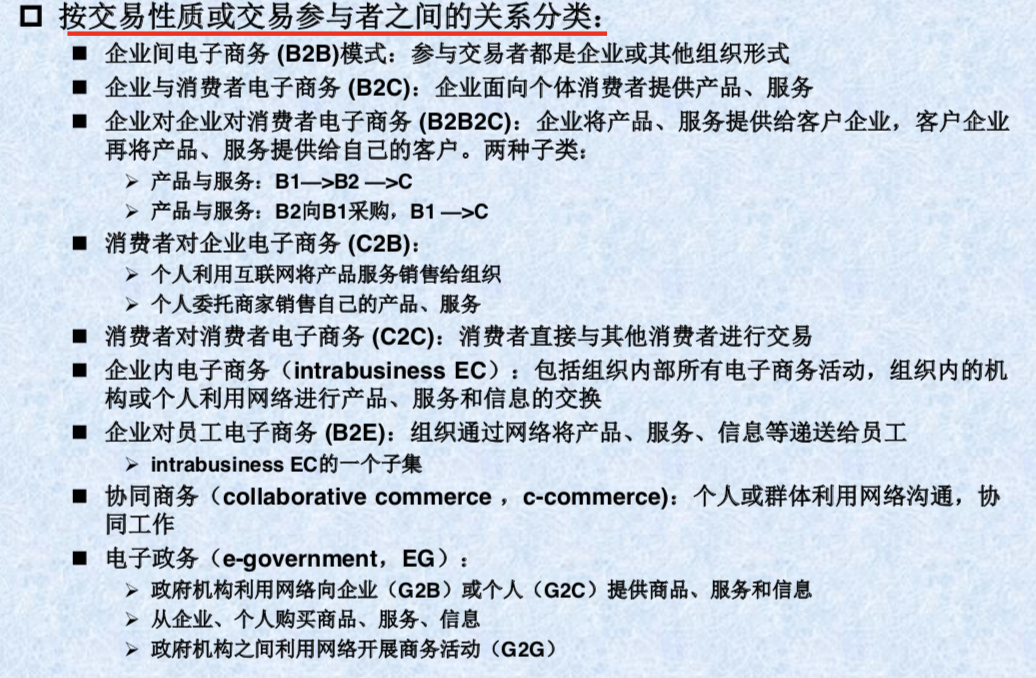 按交易性质或交易参与者之间的关系分类：
企业间电子商务 (B2B)模式：参与交易者都是企业或其他组织形式
企业与消费者电子商务 (B2C)：企业面向个体消费者提供产品、服务
企业对企业对消费者电子商务 (B2B2C)：企业将产品、服务提供给客户企业，客户企业
再将产品、服务提供给自己的客户。两种子类：
产品与服务：B1—>B2 —>C
产品与服务：B2向B1采购，B1 —>C
消费者对企业电子商务 (C2B)：
个人利用互联网将产品服务销售给组织
个人委托商家销售自己的产品、服务
消费者对消费者电子商务 (C2C)：消费者直接与其他消费者进行交易
企业内电子商务（intrabusiness EC）：包括组织内部所有电子商务活动，组织内的机
构或个人利用网络进行产品、服务和信息的交换
企业对员工电子商务 (B2E)：组织通过网络将产品、服务、信息等递送给员工
intrabusiness EC的一个子集
协同商务（collaborative commerce ，c-commerce)：个人或群体利用网络沟通，协
同工作
电子政务（e-government，EG）：
政府机构利用网络向企业（G2B）或个人（G2C）提供商品、服务和信息
从企业、个人购买商品、服务、信息
政府机构之间利用网络开展商务活动（G2G）